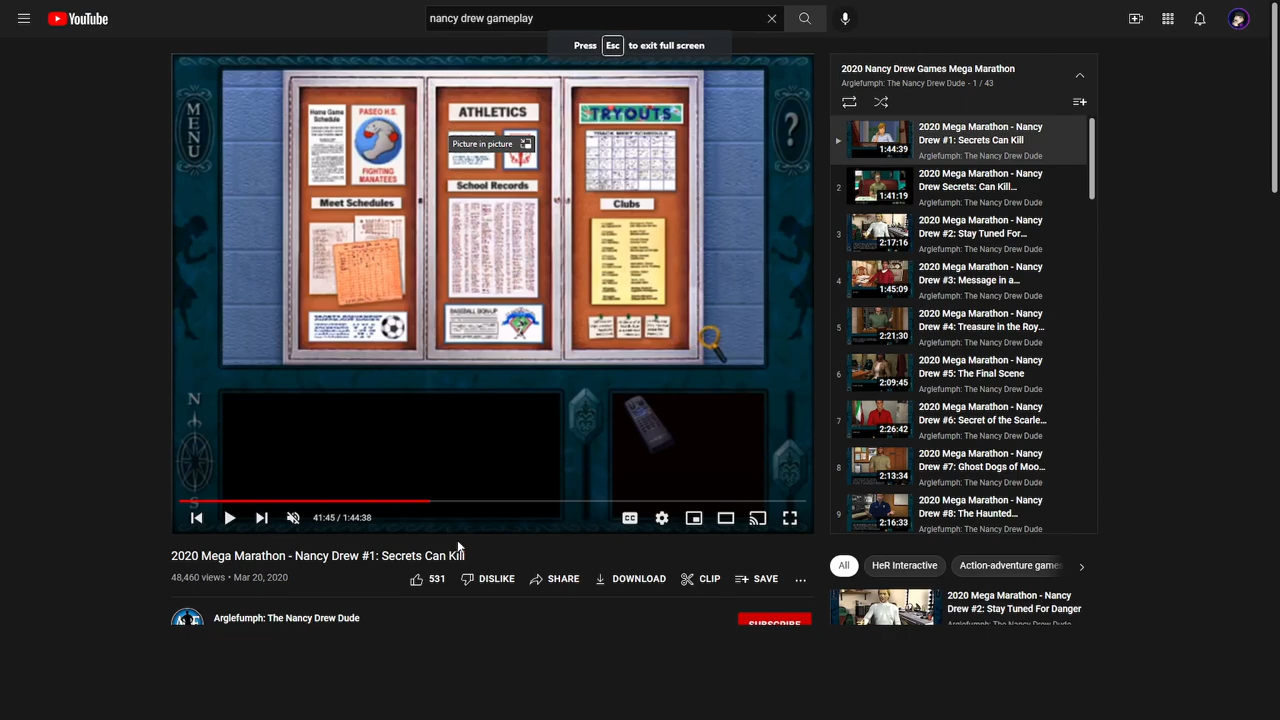 YouTube
nancy drew gameplay
Press Esc to exit full screen
MENU
?
Home Game
Schedule
PASEO H.S.
FIGHTING
MANATEES
Meet Schedules
ATHLETICS
Picture in picture
School Records
BASEBALL SIGN-UP
TRYOUTS
TRACK MEET SCHEDULE
Clubs
N
S
41:45 / 1:44:38
CC
2020 Mega Marathon - Nancy Drew #1: Secrets Can Kill
48,460 views • Mar 20, 2020
531
DISLIKE
SHARE
DOWNLOAD
CLIP
SAVE
Arglefumph: The Nancy Drew Dude
SUBSCRIBE
2020 Nancy Drew Games Mega Marathon
Arglefumph: The Nancy Drew Dude - 1 / 43
1:44:39
2020 Mega Marathon - Nancy
Drew #1: Secrets Can Kill
Arglefumph: The Nancy Drew Dude
2
1:41:19
2020 Mega Marathon - Nancy
Drew Secrets: Can Kill...
Arglefumph: The Nancy Drew Dude
3
2:17:16
2020 Mega Marathon - Nancy
Drew #2: Stay Tuned For...
Arglefumph: The Nancy Drew Dude
4
1:45:09
2020 Mega Marathon - Nancy
Drew #3: Message in a...
Arglefumph: The Nancy Drew Dude
5
2:21:30
2020 Mega Marathon - Nancy
Drew #4: Treasure in the Roy...
Arglefumph: The Nancy Drew Dude
6
2:09:45
2020 Mega Marathon - Nancy
Drew #5: The Final Scene
Arglefumph: The Nancy Drew Dude
7
2:26:42
2020 Mega Marathon - Nancy
Drew #6: Secret of the Scarle...
Arglefumph: The Nancy Drew Dude
8
2:13:34
2020 Mega Marathon - Nancy
Drew #7: Ghost Dogs of Moo...
Arglefumph: The Nancy Drew Dude
9
2:16:33
2020 Mega Marathon - Nancy
Drew #8: The Haunted...
Arglefumph: The Nancy Drew Dude
All
HeR Interactive
Action-adventure games
2020 Mega Marathon - Nancy
Drew #2: Stay Tuned For Danger
Arglefumph: The Nancy Drew Dude